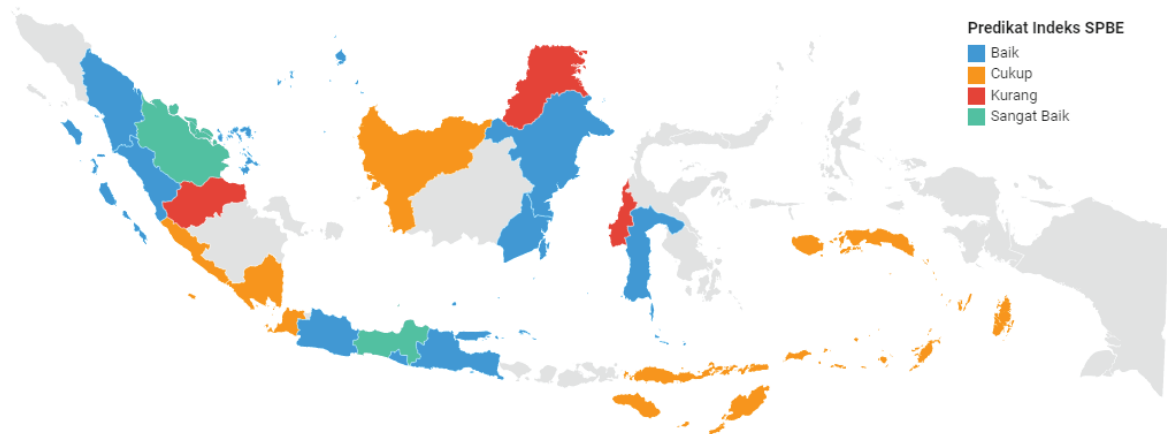 Predikat Indeks SPBE
Baik
Cukup
Kurang
Sangat Baik